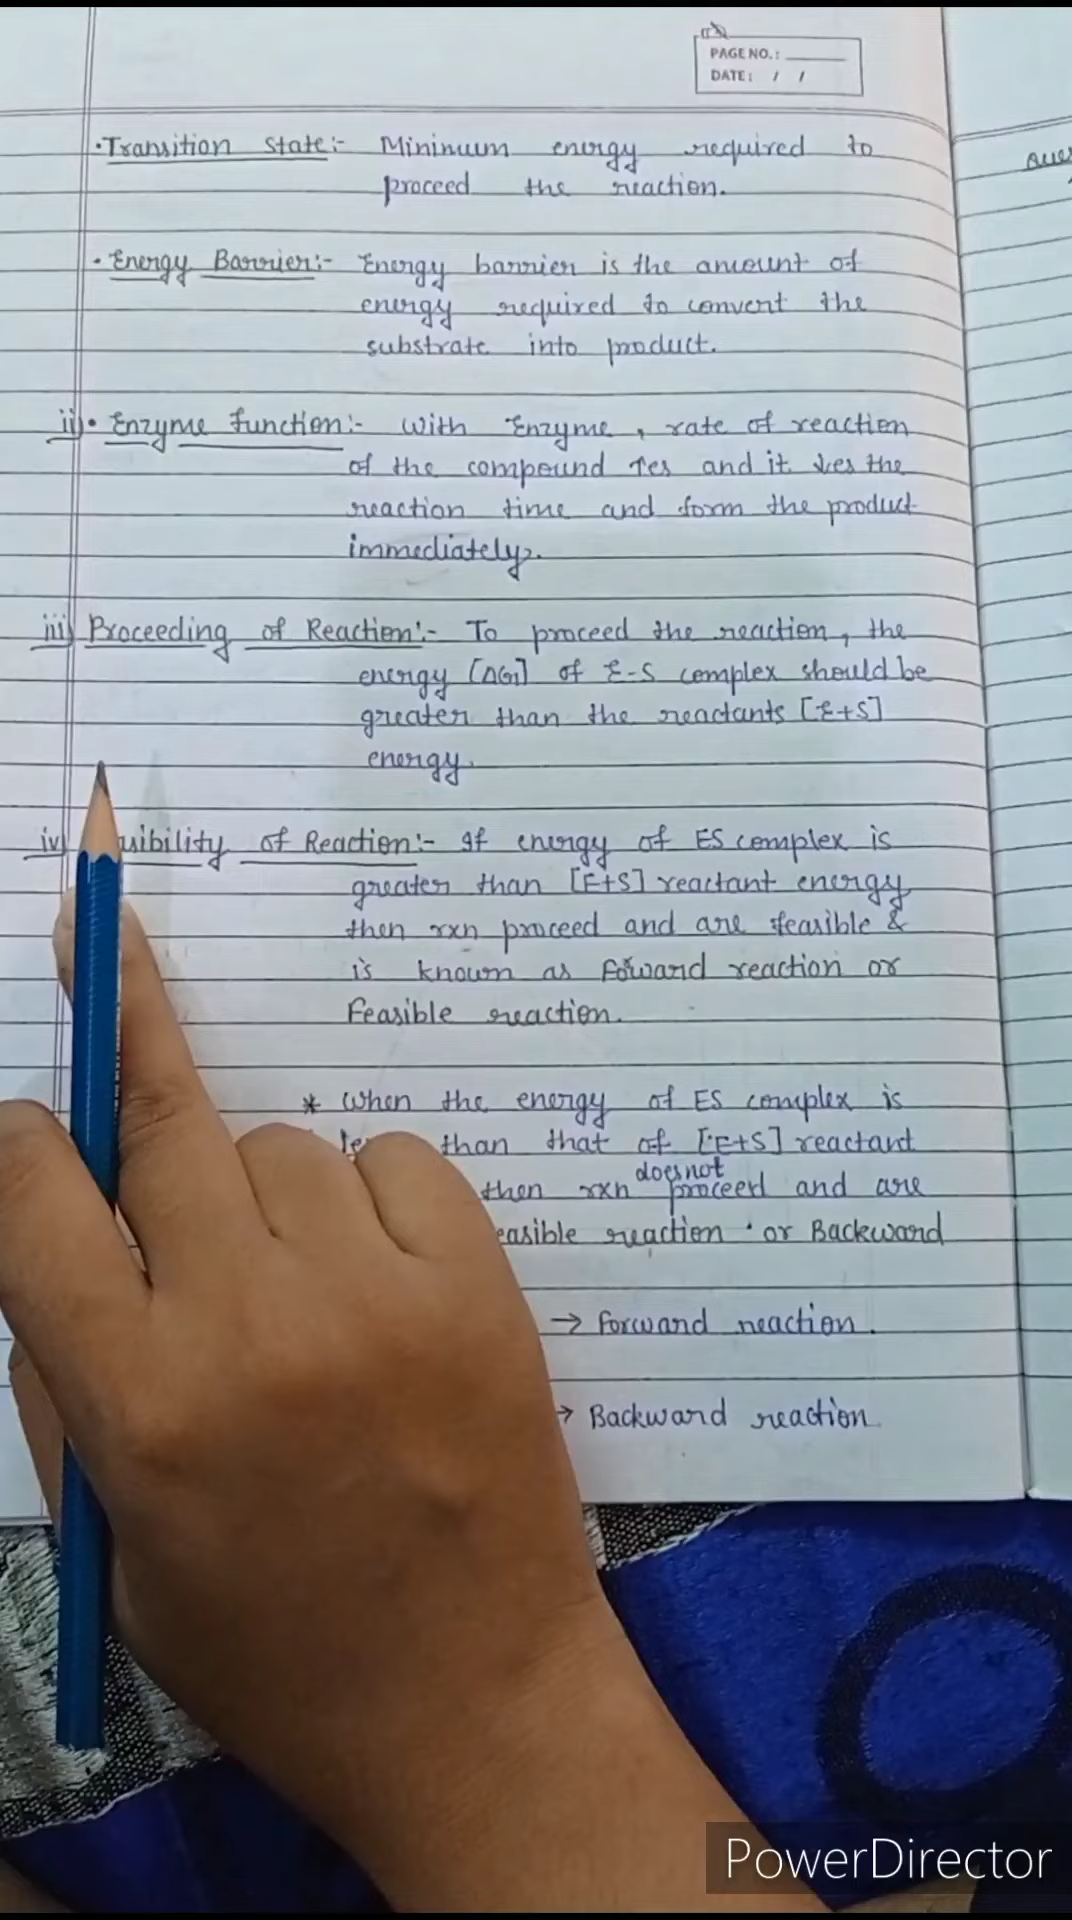 PAGE NO.:
DATE: / /
• Transition State:- Minimum energy required to
proceed the reaction.
• Energy Barrier:- Energy barrier is the amount of
energy required to convert the
substrate into product.
ii) • Enzyme Function:- With Enzyme, rate of reaction
of the compound ↑es and it ↓es the
reaction time and form the product
immediately.
iii) Proceeding of Reaction:- To proceed the reaction, the
energy [ΔG] of E-S complex should be
greater than the reactants [E+S]
energy.
iv) of Reaction:- If energy of ES complex is
greater than [E+S] reactant energy
then rxn proceed and are feasible &
is known as Foward reaction or
Feasible reaction.
* When the energy of ES complex is
than that of [E+S] reactant
then rxn does not proceed and are
reaction or Backward
→ Forward reaction.
→ Backward reaction
PowerDirector